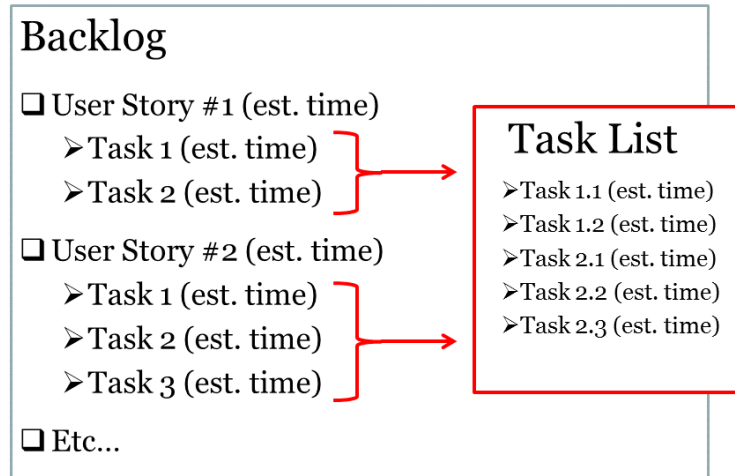 Backlog
❑ User Story #1 (est. time)
➢Task 1 (est. time)
➢Task 2 (est. time)
❑ User Story #2 (est. time)
➢Task 1 (est. time)
➢Task 2 (est. time)
➢Task 3 (est. time)
❑ Etc...
Task List
➢Task 1.1 (est. time)
➢Task 1.2 (est. time)
➢Task 2.1 (est. time)
➢Task 2.2 (est. time)
➢Task 2.3 (est. time)